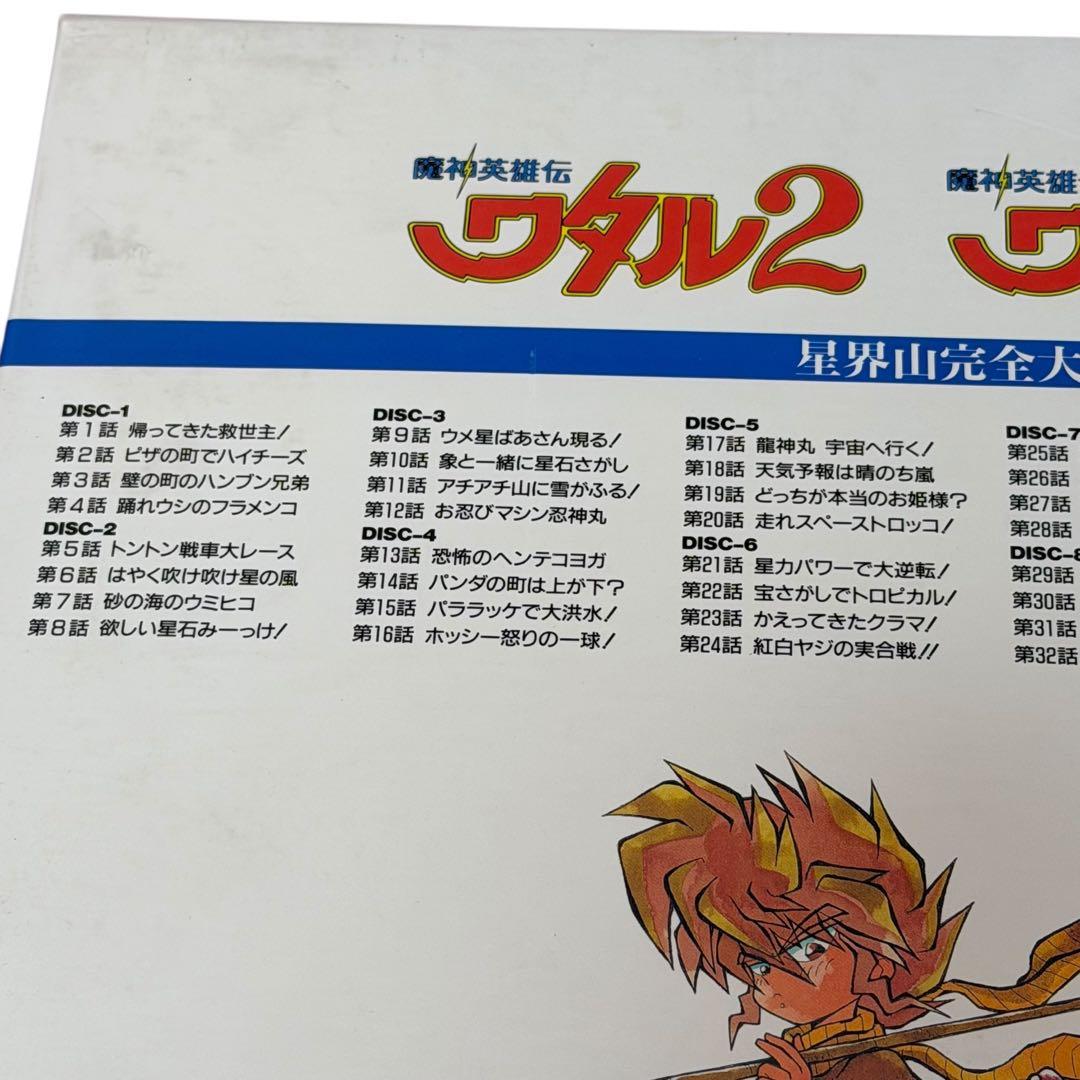 魔神英雄伝
ワタル2
魔神英雄
星界山完全大
DISC-1
第1話 帰ってきた救世主!
第2話 ピザの町でハイチーズ
第3話 壁の町のハンブン兄弟
第4話 踊れウシのフラメンコ
DISC-2
第5話 トントン戦車大レース
第6話 はやく吹け吹け星の風
第7話 砂の海のウミヒコ
第8話 欲しい星石みーっけ!
DISC-3
第9話 ウメ星ばあさん現る!
第10話 象と一緒に星石さがし
第11話 アチアチ山に雪がふる!
第12話 お忍びマシン忍神丸
DISC-4
第13話 恐怖のヘンテコヨガ
第14話 パンダの町は上が下?
第15話 パララッケで大洪水!
第16話 ホッシー怒りの一球!
DISC-5
第17話 龍神丸 宇宙へ行く!
第18話 天気予報は晴のち嵐
第19話 どっちが本当のお姫様?
第20話 走れスペーストロッコ!
DISC-6
第21話 星力パワーで大逆転!
第22話 宝さがしでトロピカル!
第23話 かえってきたクラマ!
第24話 紅白ヤジの実合戦!!
DISC-7
第25話
第26話
第27話
第28話
DISC-8
第29話
第30話
第31話
第32話